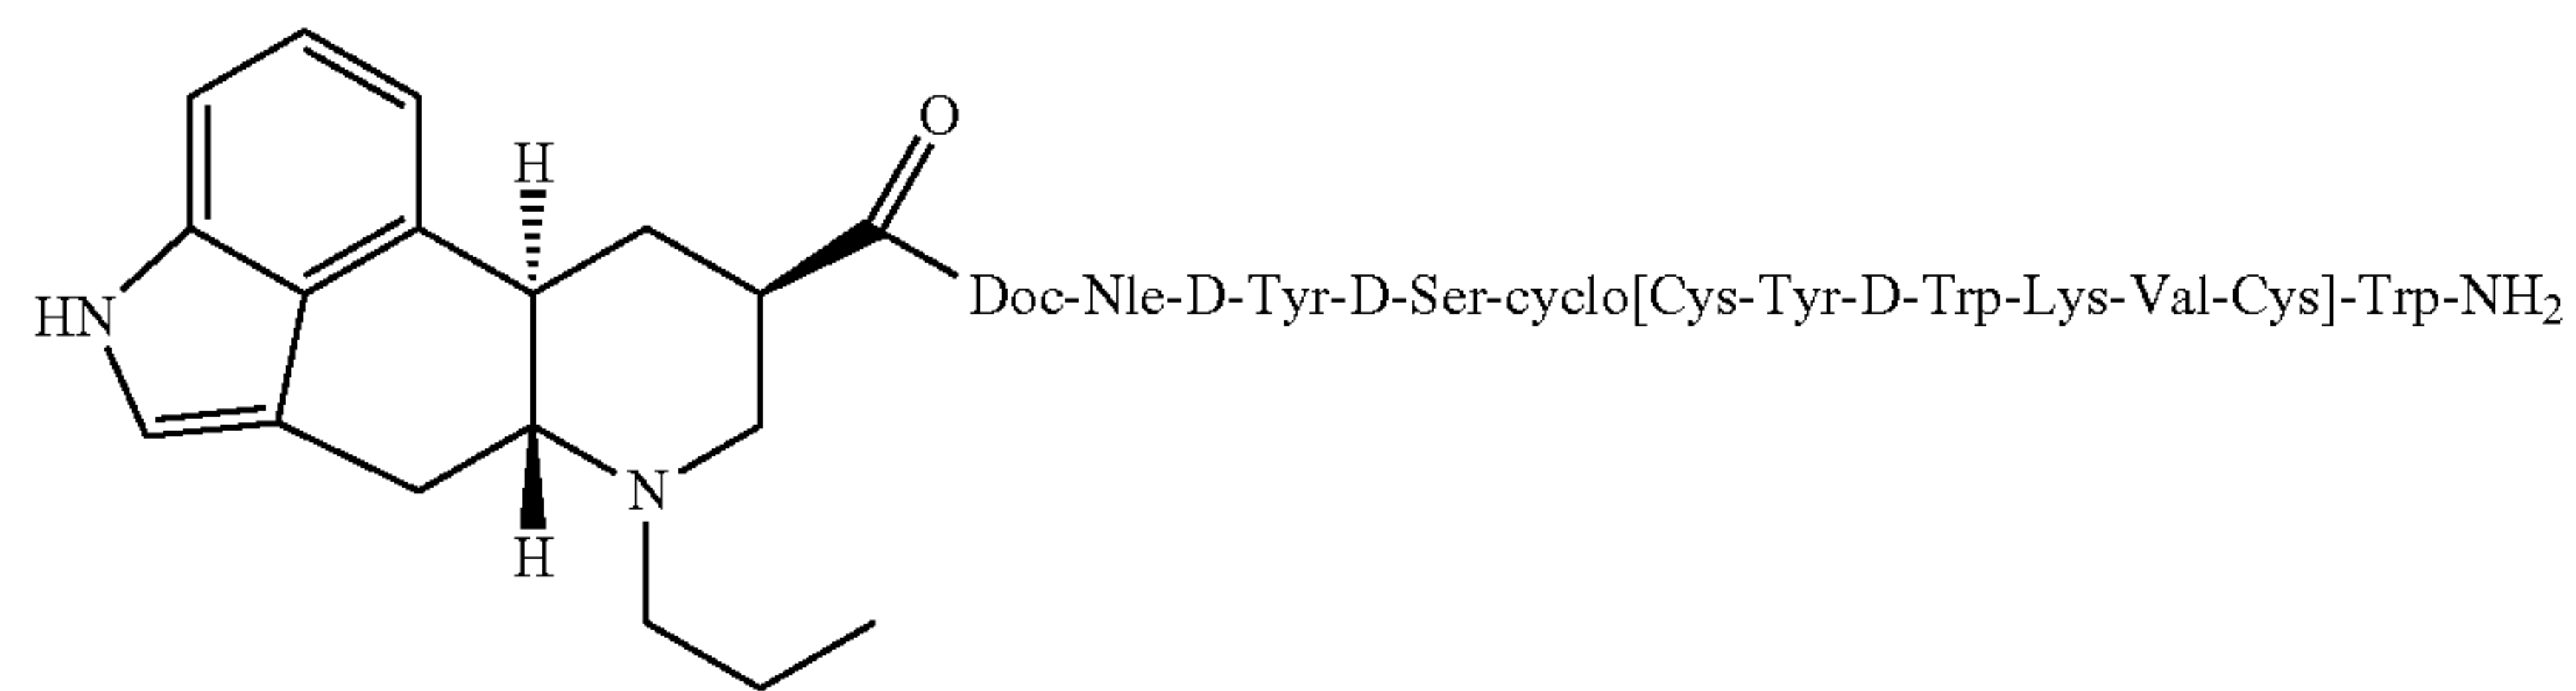 O
H
Doc-Nle-D-Tyr-D-Ser-cyclo[Cys-Tyr-D-Trp-Lys-Val-Cys]-Trp-NH₂
HN
N
H